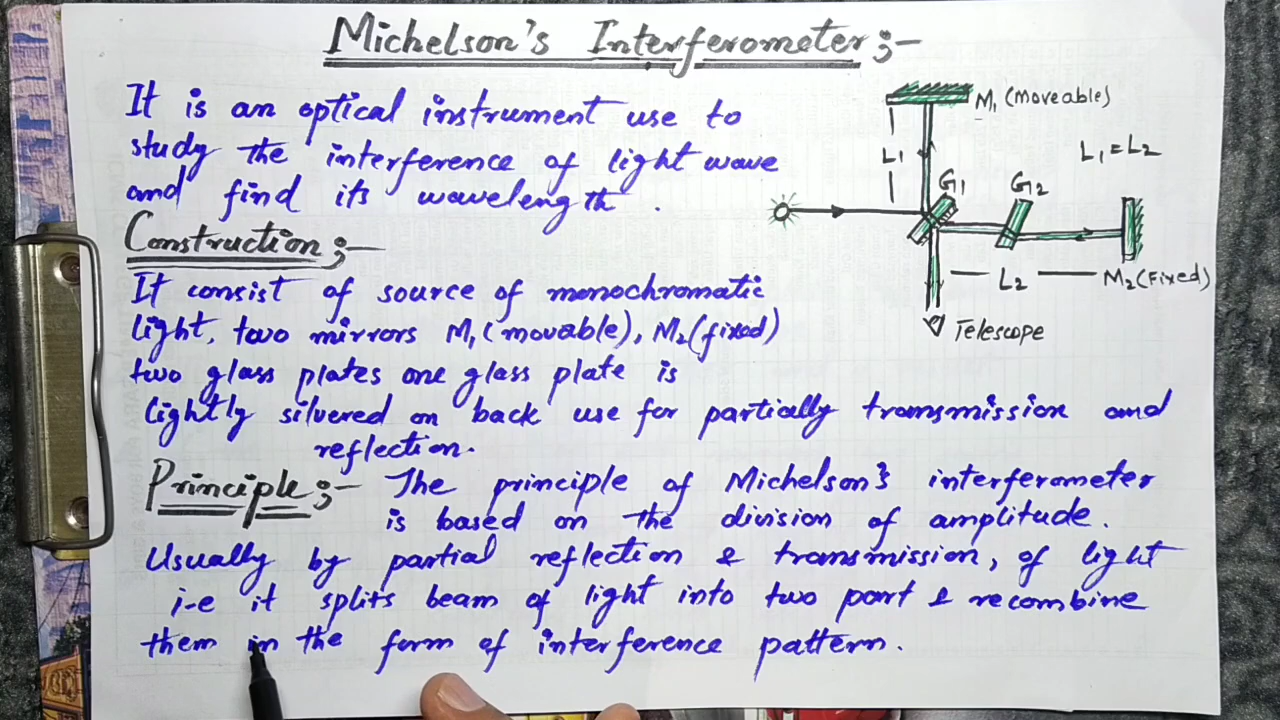 Michelson's Interferometer;-
It is an optical instrument use to
study the interference of light wave
and find its wavelength.
M1 (moveable)
L1
L1 = L2
G1
G2
L2
M2 (Fixed)
Telescope
Construction;-
It consist of source of monochromatic
light, two mirrors M1 (movable), M2 (fixed)
two glass plates one glass plate is
lightly silvered on back use for partially transmission and
reflection.
Principle;- The principle of Michelson's interferometer
is based on the division of amplitude.
Usually by partial reflection & transmission, of light
i-e it splits beam of light into two part & recombine
them in the form of interference pattern.